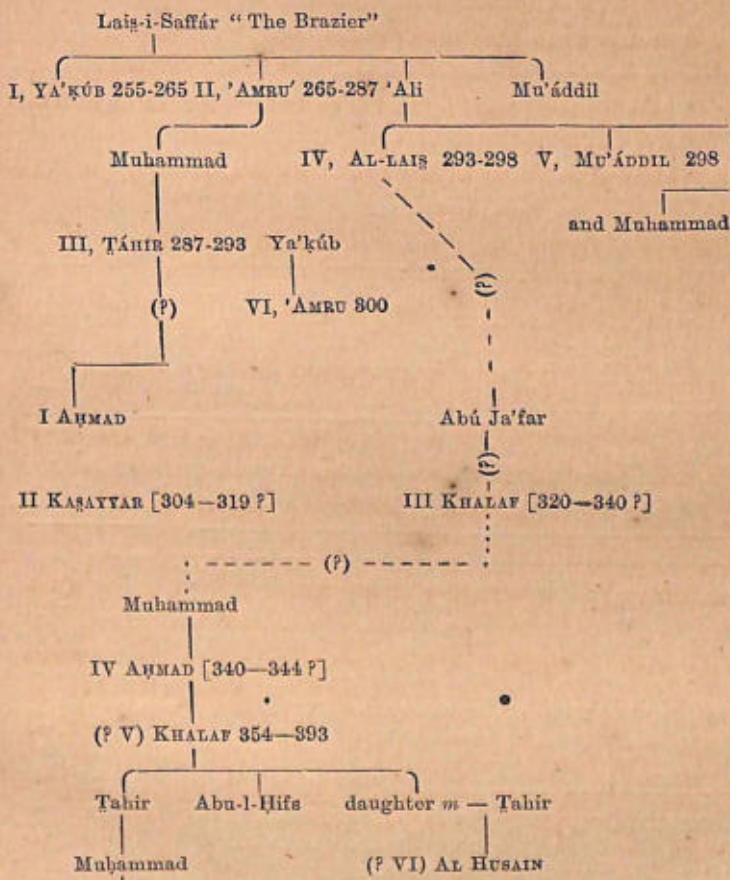 Lais̤-i-Saffár “The Brazier”
I, Ya’ḳúb 255-265 II, ’Amru’ 265-287 ’Ali Mu’áddil
Muhammad IV, Al-lais̤ 293-298 V, Mu’áddil 298
and Muhammad
III, Ṭáhir 287-293 Ya’ḳúb
(?)
(?) VI, ’Amru 300
I Aḥmad Abú Ja’far
(?)
II Kaṣayyar [304—319 ?] III Khalaf [320—340 ?]
(?)
Muhammad
IV Aḥmad [340—344 ?]
(? V) Khalaf 354—393
Ṭahir Abu-l-Ḥifs daughter m — Ṭahir
Muḥammad (? VI) Al Husain